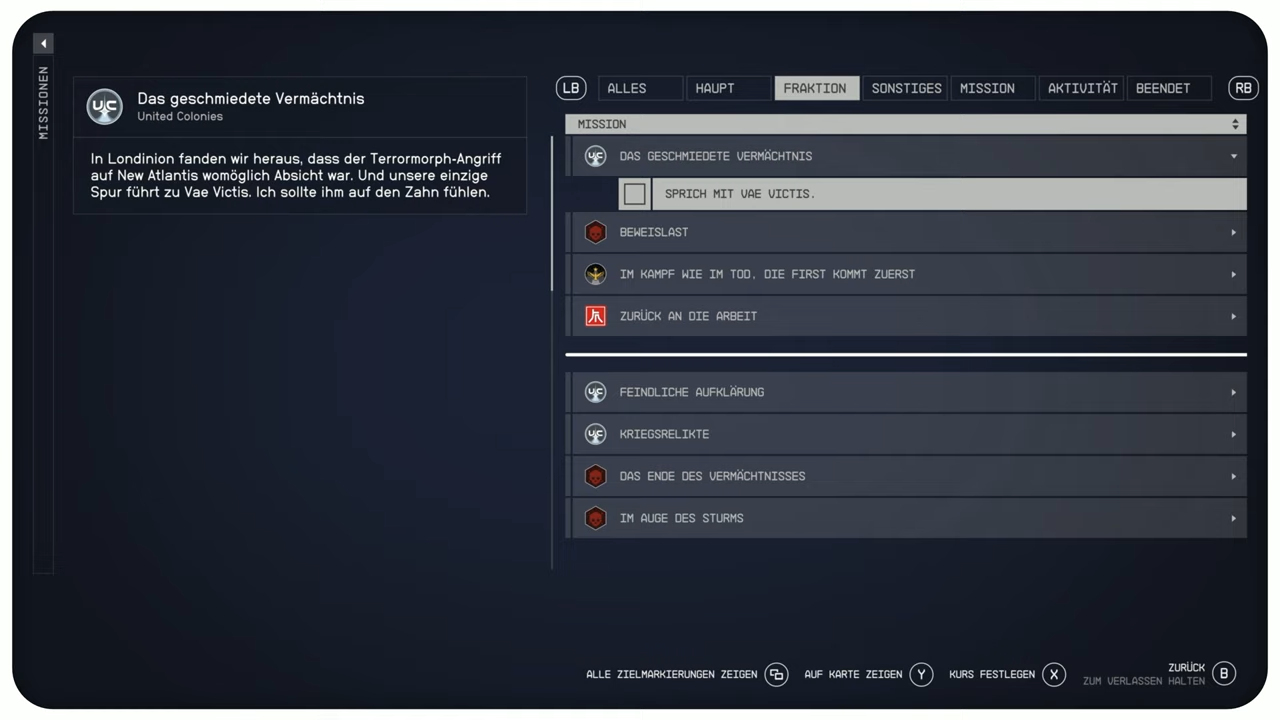 MISSIONEN
Das geschmiedete Vermächtnis
United Colonies
In Londinion fanden wir heraus, dass der Terrormorph-Angriff
auf New Atlantis womöglich Absicht war. Und unsere einzige
Spur führt zu Vae Victis. Ich sollte ihm auf den Zahn fühlen.
LB ALLES HAUPT FRAKTION SONSTIGES MISSION AKTIVITÄT BEENDET RB
MISSION
UC DAS GESCHMIEDETE VERMÄCHTNIS
SPRICH MIT VAE VICTIS.
BEWEISLAST
IM KAMPF WIE IM TOD, DIE FIRST KOMMT ZUERST
ZURÜCK AN DIE ARBEIT
UC FEINDLICHE AUFKLÄRUNG
UC KRIEGSRELIKTE
DAS ENDE DES VERMÄCHTNISSES
IM AUGE DES STURMS
ALLE ZIELMARKIERUNGEN ZEIGEN AUF KARTE ZEIGEN Y KURS FESTLEGEN X ZURÜCK B
ZUM VERLASSEN HALTEN